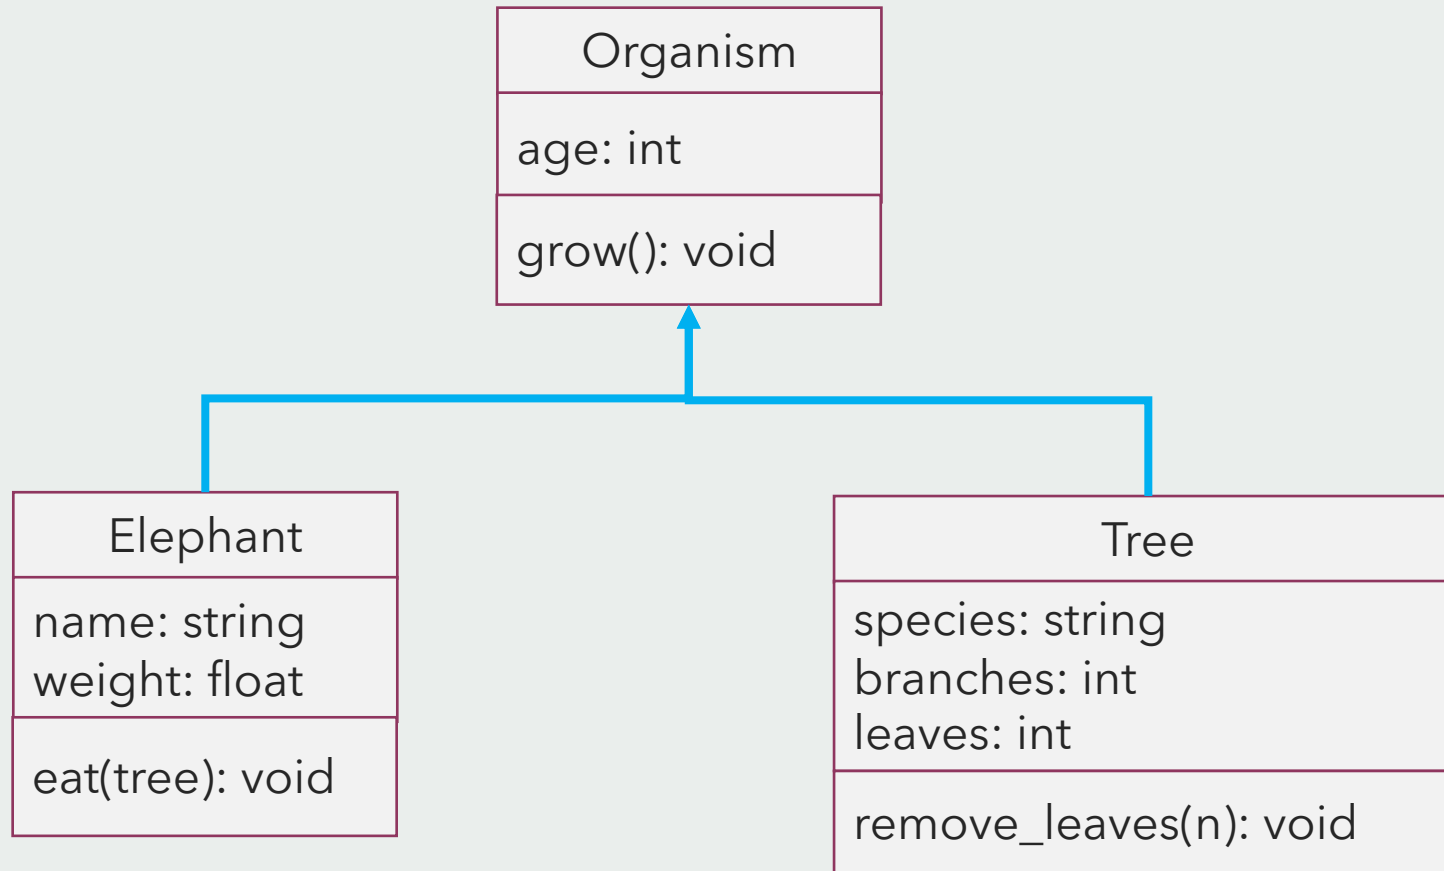 Organism
age: int
grow(): void
Elephant
name: string
weight: float
eat(tree): void
Tree
species: string
branches: int
leaves: int
remove_leaves(n): void